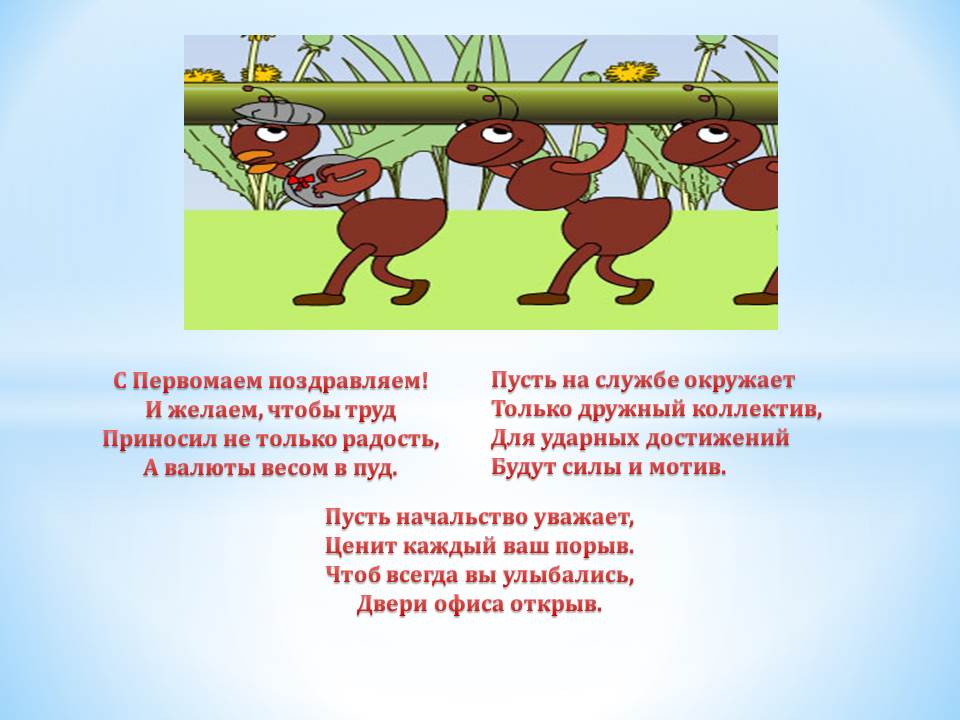 С Первомаем поздравляем!
И желаем, чтобы труд
Приносил не только радость,
А валюты весом в пуд.
Пусть на службе окружает
Только дружный коллектив,
Для ударных достижений
Будут силы и мотив.
Пусть начальство уважает,
Ценит каждый ваш порыв.
Чтоб всегда вы улыбались,
Двери офиса открыв.